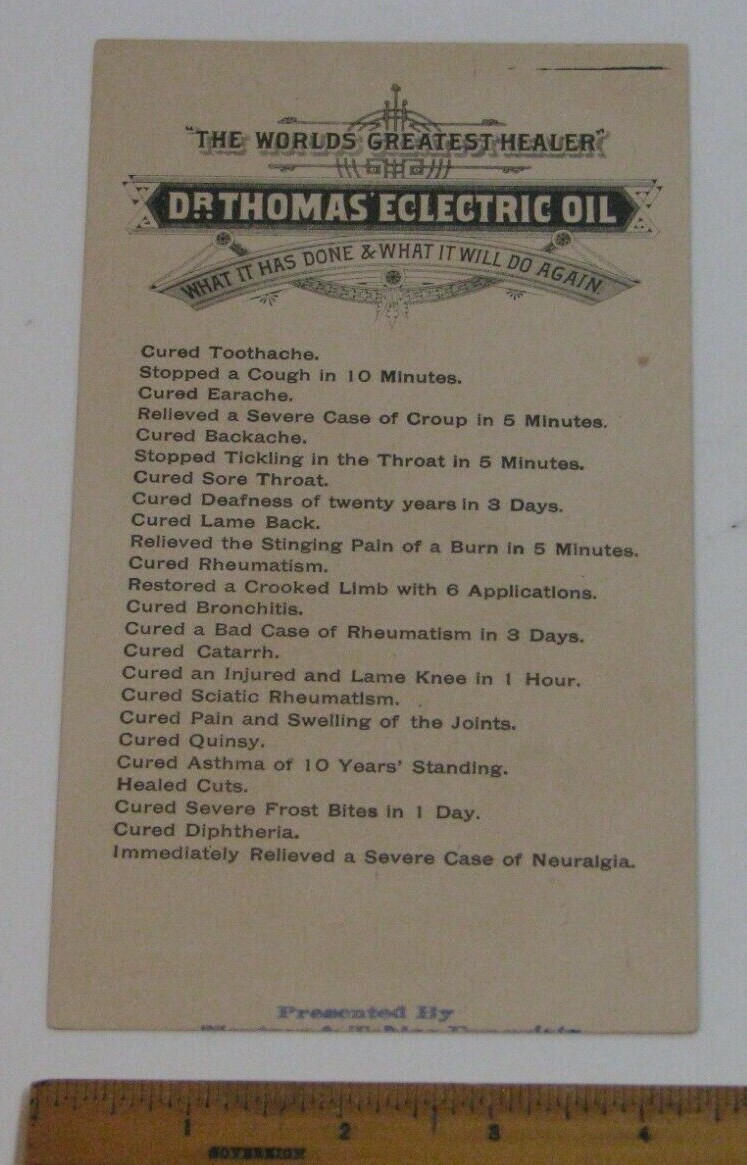 "THE WORLDS GREATEST HEALER"
DR. THOMAS' ECLECTRIC OIL
WHAT IT HAS DONE & WHAT IT WILL DO AGAIN.
Cured Toothache.
Stopped a Cough in 10 Minutes.
Cured Earache.
Relieved a Severe Case of Croup in 5 Minutes.
Cured Backache.
Stopped Tickling in the Throat in 5 Minutes.
Cured Sore Throat.
Cured Deafness of twenty years in 3 Days.
Cured Lame Back.
Relieved the Stinging Pain of a Burn in 5 Minutes.
Cured Rheumatism.
Restored a Crooked Limb with 6 Applications.
Cured Bronchitis.
Cured a Bad Case of Rheumatism in 3 Days.
Cured Catarrh.
Cured an Injured and Lame Knee in 1 Hour.
Cured Sciatic Rheumatism.
Cured Pain and Swelling of the Joints.
Cured Quinsy.
Cured Asthma of 10 Years' Standing.
Healed Cuts.
Cured Severe Frost Bites in 1 Day.
Cured Diphtheria.
Immediately Relieved a Severe Case of Neuralgia.
Presented By
1 2 3 4
SOVEREIGN